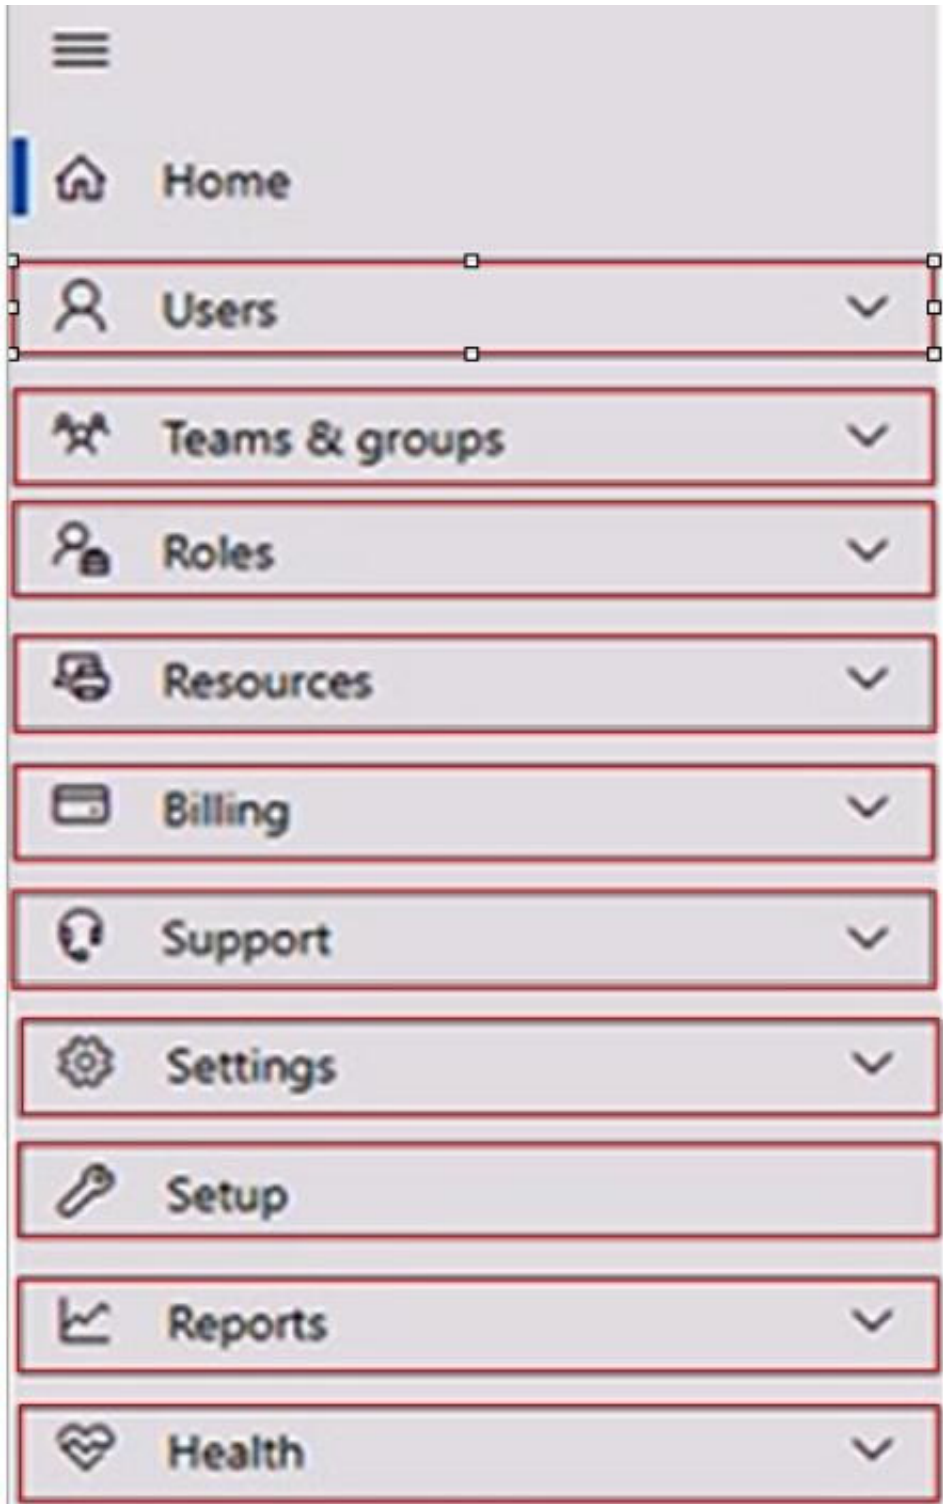 Home
Users
Teams & groups
Roles
Resources
Billing
Support
Settings
Setup
Reports
Health